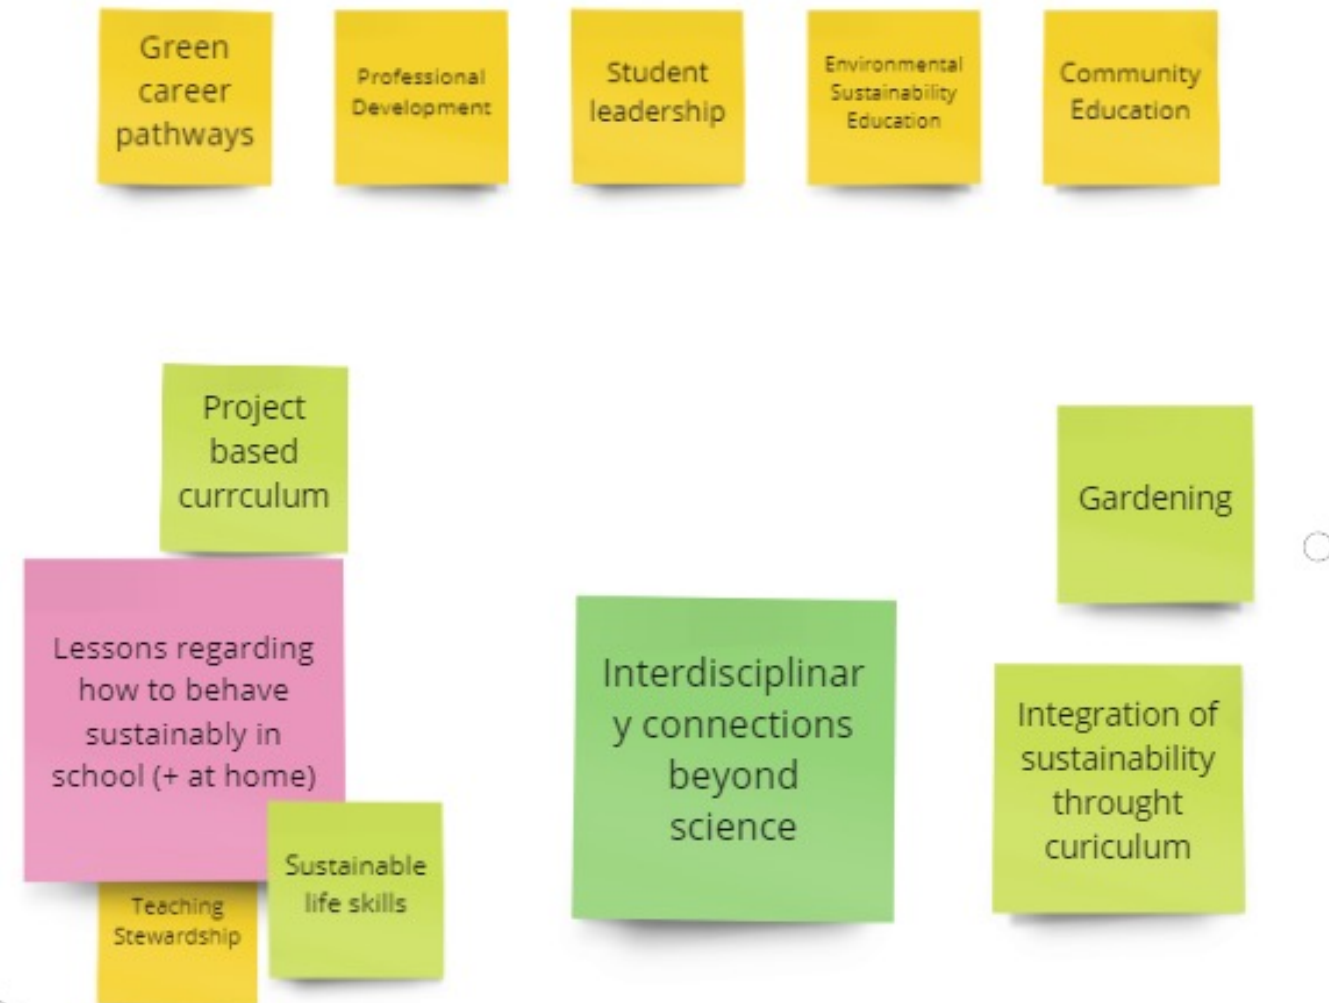 Green
career
pathways
Professional
Development
Student
leadership
Environmental
Sustainability
Education
Community
Education
Project
based
currculum
Gardening
Lessons regarding
how to behave
sustainably in
school (+ at home)
Interdisciplinar
y connections
beyond
science
Integration of
sustainability
throught
curiculum
Sustainable
life skills
Teaching
Stewardship